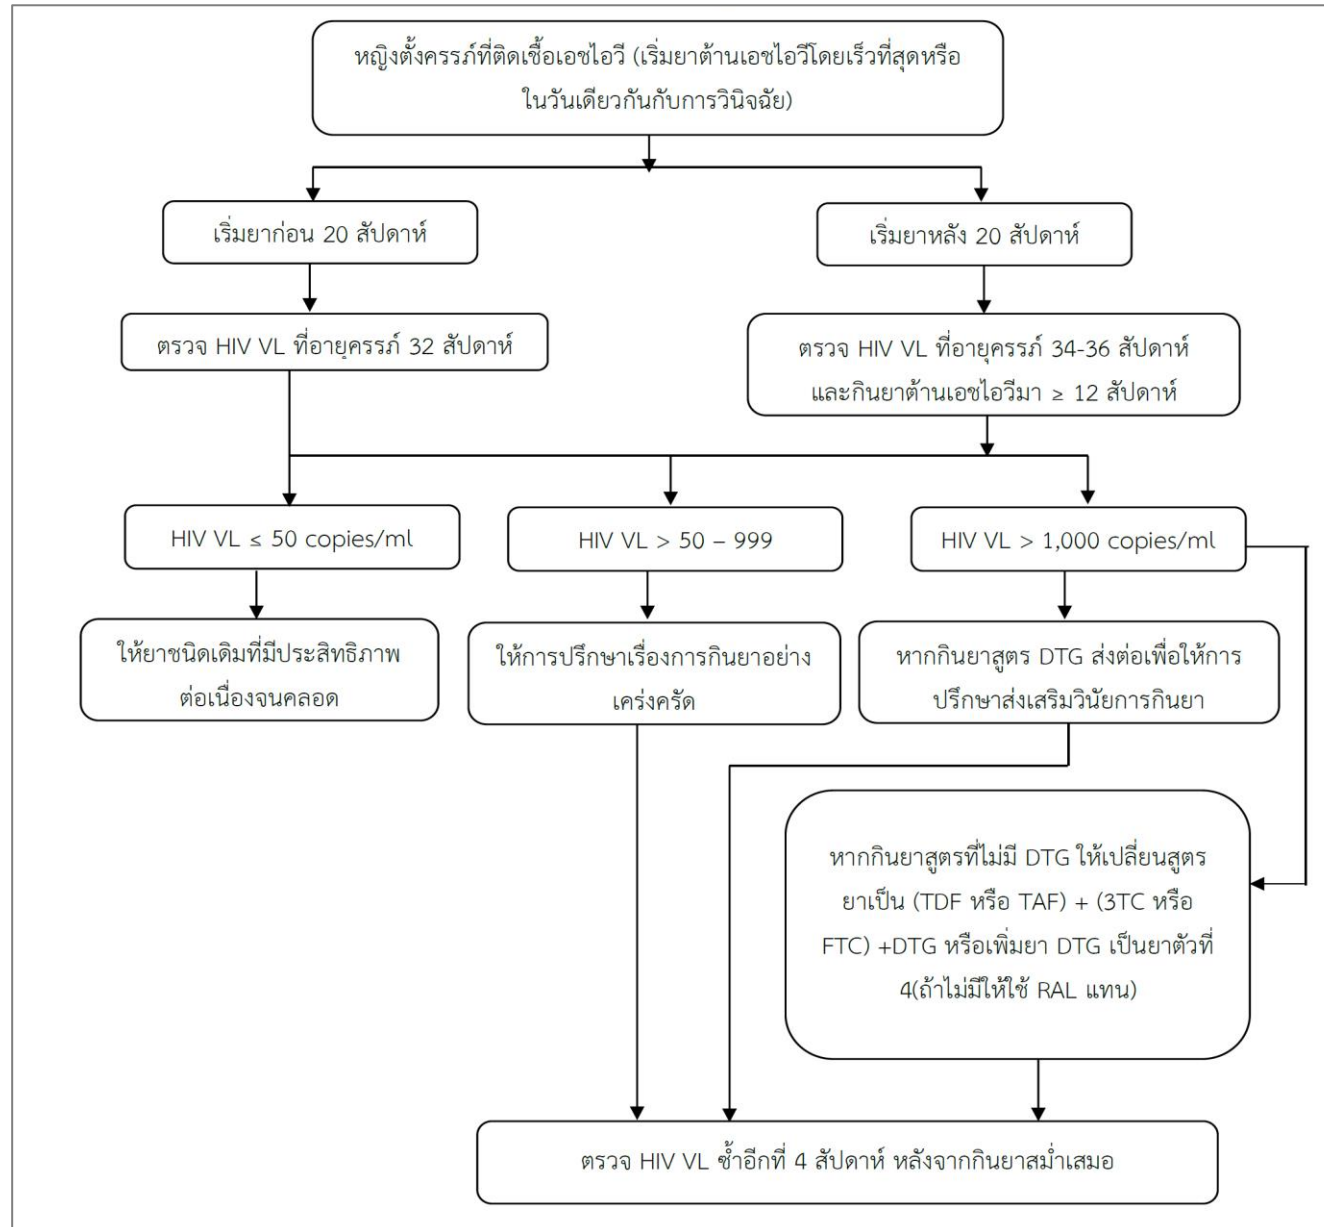 หญิงตั้งครรภ์ที่ติดเชื้อเอชไอวี (เริ่มยาต้านเอชไอวีโดยเร็วที่สุดหรือ
ในวันเดียวกันกับการวินิจฉัย)
เริ่มยาก่อน 20 สัปดาห์
เริ่มยาหลัง 20 สัปดาห์
ตรวจ HIV VL ที่อายุครรภ์ 32 สัปดาห์
ตรวจ HIV VL ที่อายุครรภ์ 34-36 สัปดาห์
และกินยาต้านเอชไอวีมา ≥ 12 สัปดาห์
HIV VL ≤ 50 copies/ml
HIV VL > 50 – 999
HIV VL > 1,000 copies/ml
ให้ยาชนิดเดิมที่มีประสิทธิภาพ
ต่อเนื่องจนคลอด
ให้การปรึกษาเรื่องการกินยาอย่าง
เคร่งครัด
หากกินยาสูตร DTG ส่งต่อเพื่อให้การ
ปรึกษาส่งเสริมวินัยการกินยา
หากกินยาสูตรที่ไม่มี DTG ให้เปลี่ยนสูตร
ยาเป็น (TDF หรือ TAF) + (3TC หรือ
FTC) +DTG หรือเพิ่มยา DTG เป็นยาตัวที่
4(ถ้าไม่มีให้ใช้ RAL แทน)
ตรวจ HIV VL ซ้ำอีกที่ 4 สัปดาห์ หลังจากกินยาสม่ำเสมอ